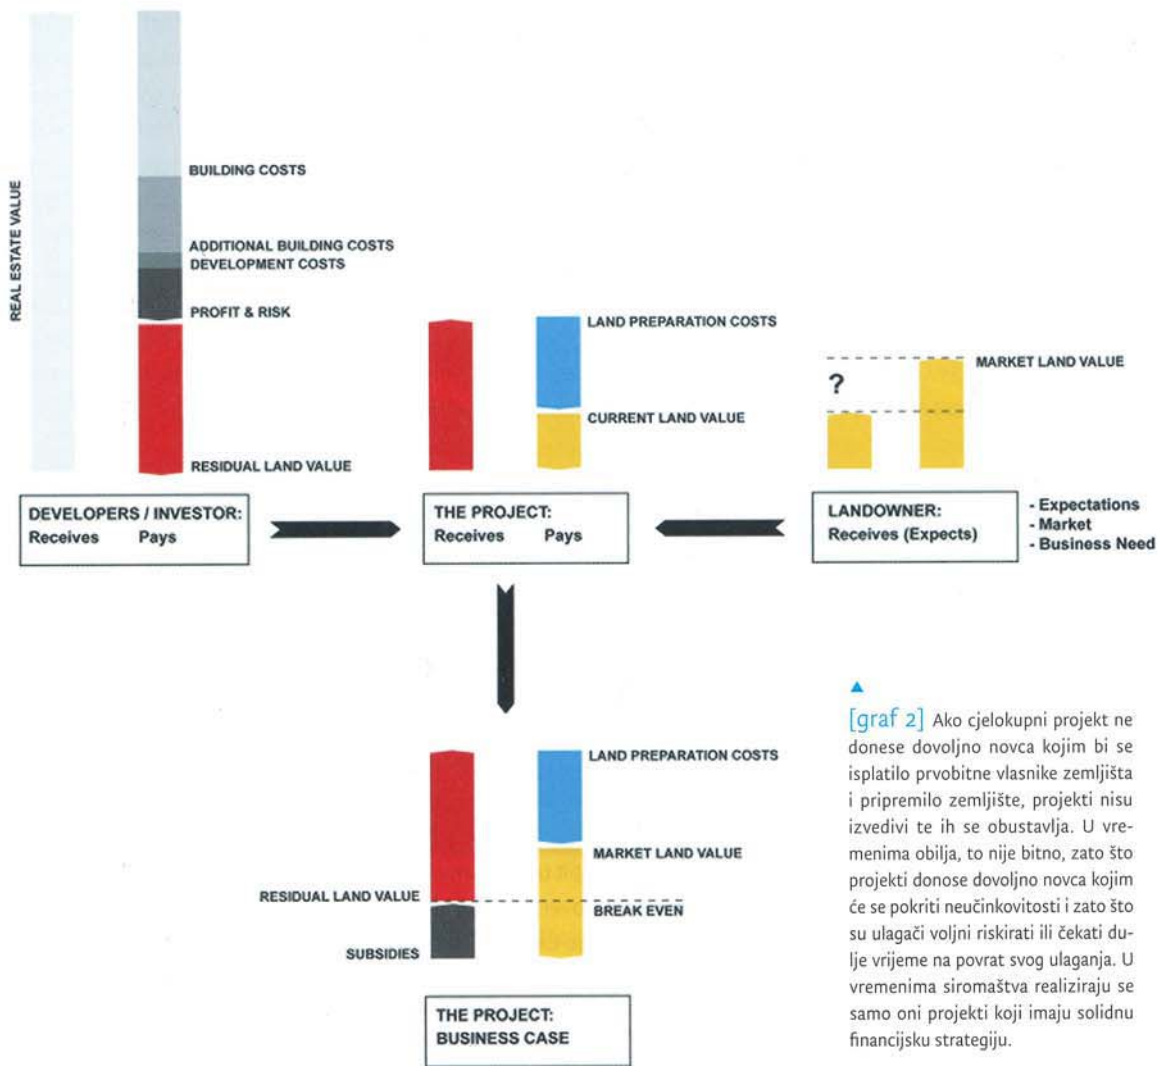 REAL ESTATE VALUE
BUILDING COSTS
ADDITIONAL BUILDING COSTS
DEVELOPMENT COSTS
PROFIT & RISK
RESIDUAL LAND VALUE
DEVELOPERS / INVESTOR:
Receives Pays
LAND PREPARATION COSTS
CURRENT LAND VALUE
THE PROJECT:
Receives Pays
MARKET LAND VALUE
?
LANDOWNER:
Receives (Expects)
- Expectations
- Market
- Business Need
LAND PREPARATION COSTS
MARKET LAND VALUE
RESIDUAL LAND VALUE
BREAK EVEN
SUBSIDIES
THE PROJECT:
BUSINESS CASE
[graf 2] Ako cjelokupni projekt ne
donese dovoljno novca kojim bi se
isplatilo prvobitne vlasnike zemljišta
i pripremilo zemljište, projekti nisu
izvedivi te ih se obustavlja. U vre-
menima obilja, to nije bitno, zato što
projekti donose dovoljno novca kojim
će se pokriti neučinkovitosti i zato što
su ulagači voljni riskirati ili čekati du-
lje vrijeme na povrat svog ulaganja. U
vremenima siromaštva realiziraju se
samo oni projekti koji imaju solidnu
financijsku strategiju.